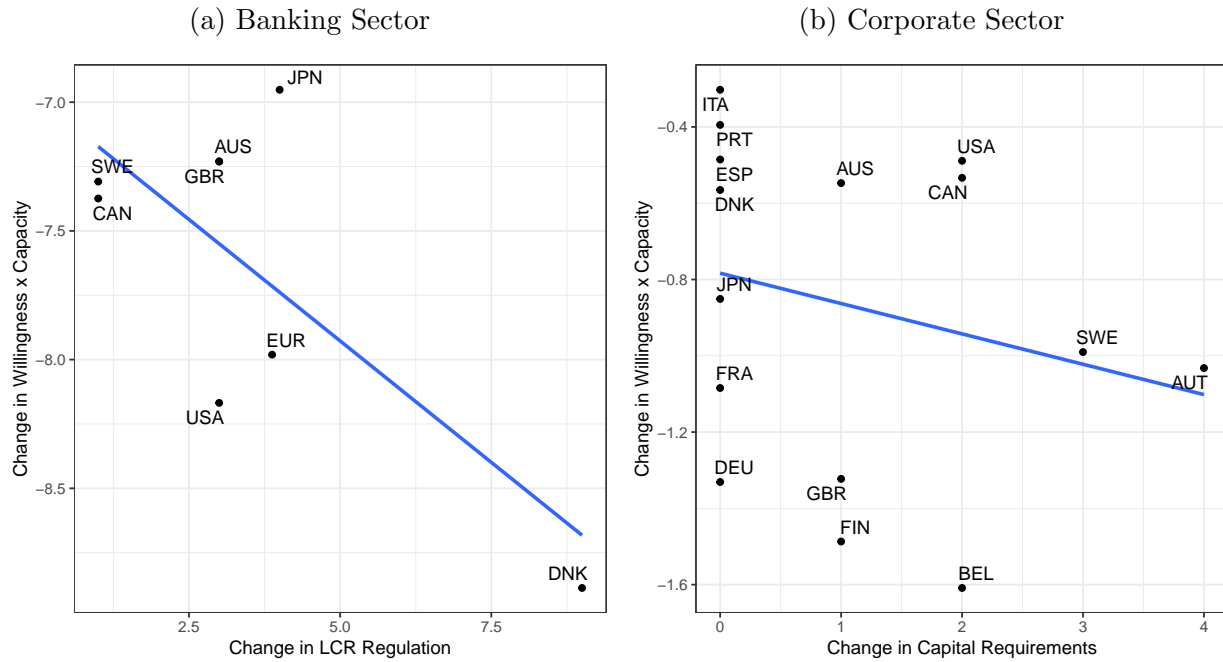 (a) Banking Sector
−7.0
−7.5
−8.0
−8.5
JPN
AUS
SWE
GBR
CAN
EUR
USA
DNK
2.5 5.0 7.5
Change in LCR Regulation
Change in Willingness x Capacity
(b) Corporate Sector
−0.4
−0.8
−1.2
−1.6
ITA
PRT
USA
ESP
AUS
CAN
DNK
JPN
SWE
FRA
AUT
DEU
GBR
FIN
BEL
0 1 2 3 4
Change in Capital Requirements
Change in Willingness x Capacity